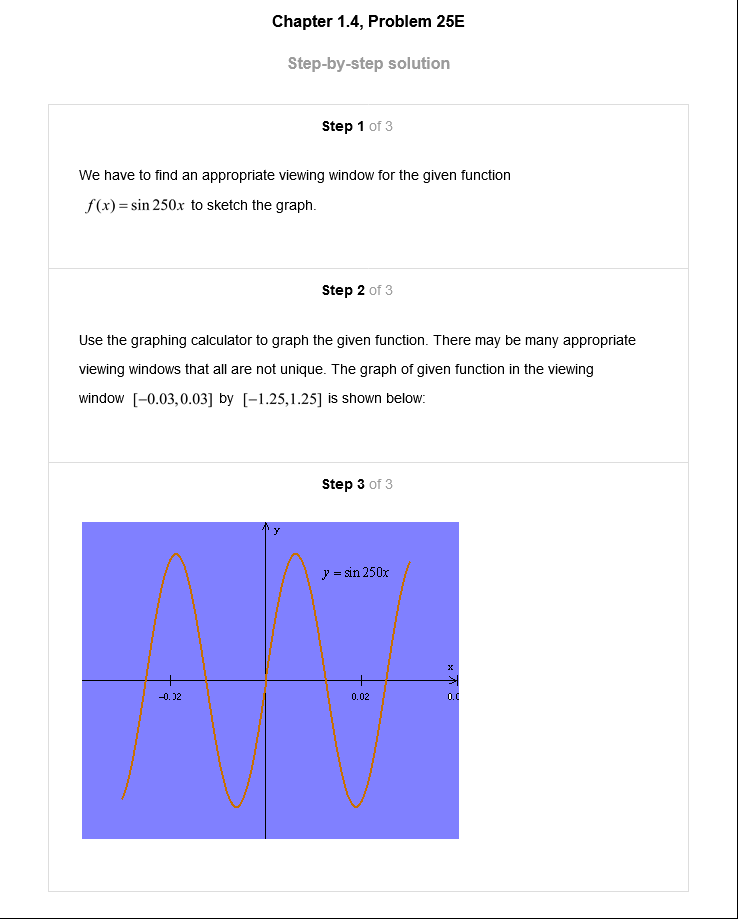 Chapter 1.4, Problem 25E
Step-by-step solution
Step 1 of 3
We have to find an appropriate viewing window for the given function
f(x) = sin 250x to sketch the graph.
Step 2 of 3
Use the graphing calculator to graph the given function. There may be many appropriate
viewing windows that all are not unique. The graph of given function in the viewing
window [−0.03,0.03] by [−1.25,1.25] is shown below:
Step 3 of 3
y
y = sin 250x
x
−0.02
0.02